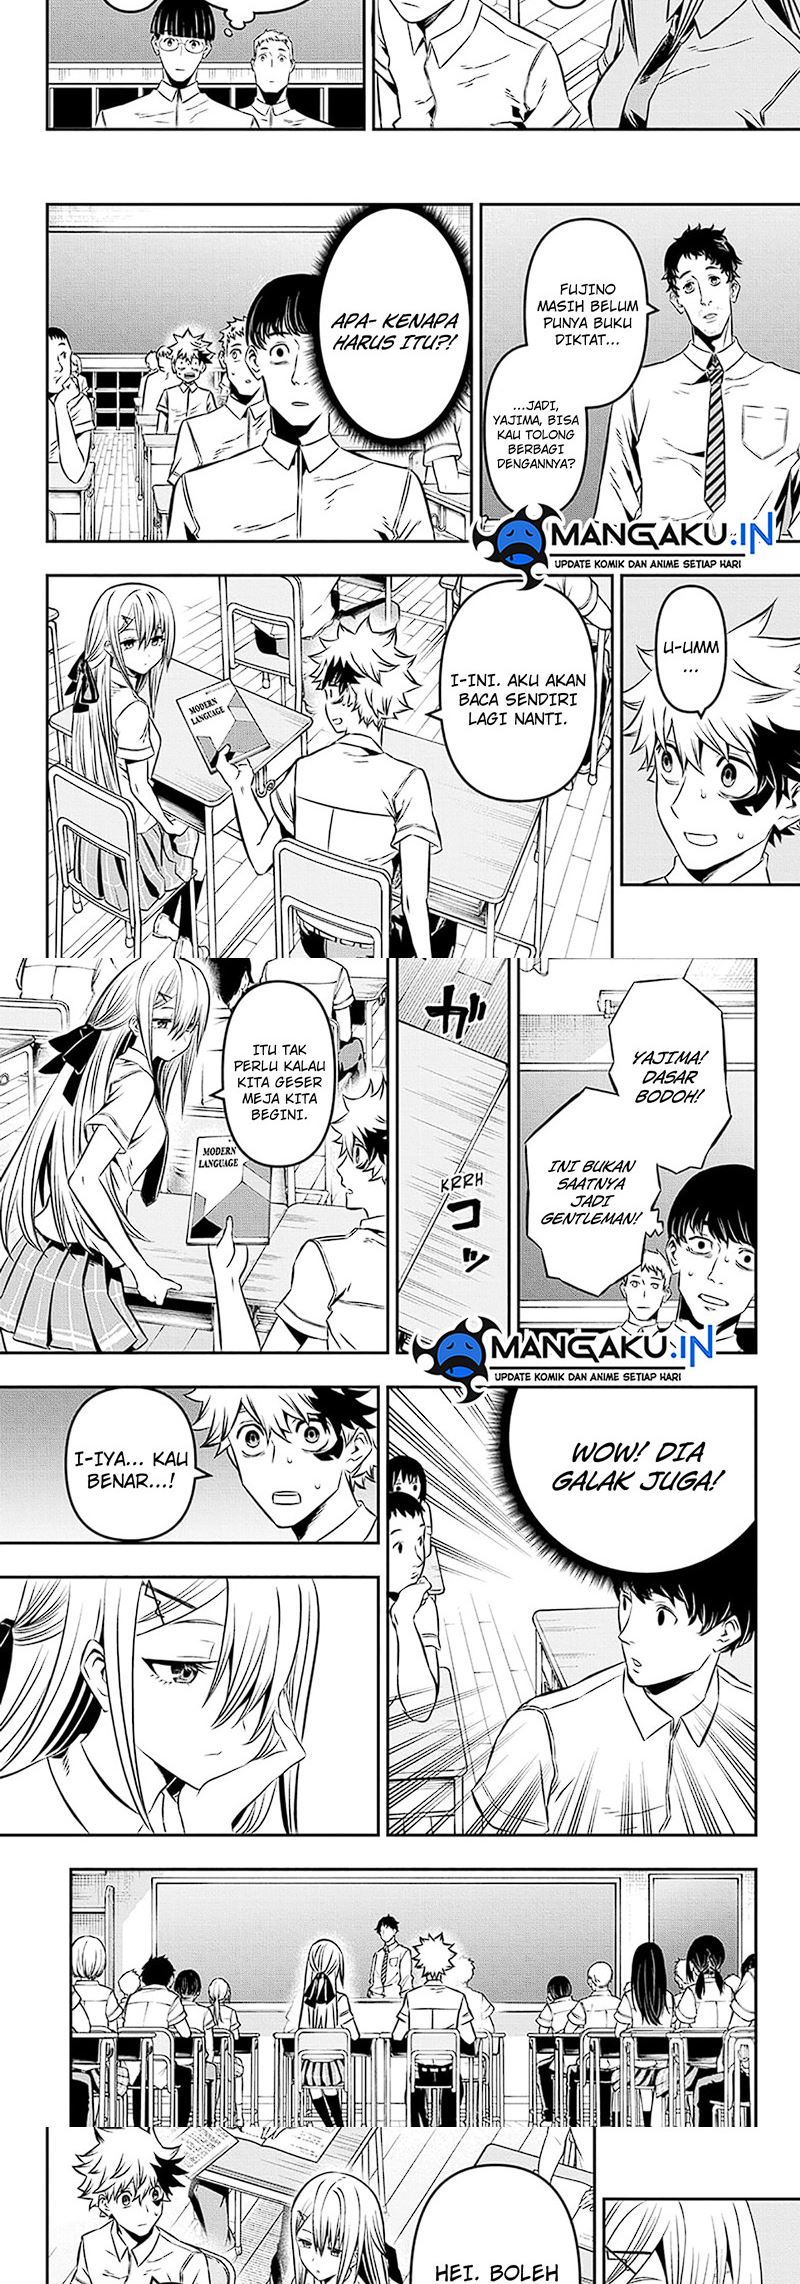 FUJINO
MASIH BELUM
PUNYA BUKU
DIKTAT...
...JADI,
YAJIMA, BISA
KAU TOLONG
BERBAGI
DENGANNYA?
APA- KENAPA
HARUS ITU?!
MANGAKU.IN
UPDATE KOMIK DAN ANIME SETIAP HARI
U-UMM
...
I-INI. AKU AKAN
BACA SENDIRI
LAGI NANTI.
MODERN
LANGUAGE
YAJIMA!
DASAR
BODOH!
INI BUKAN
SAATNYA
JADI
GENTLEMAN!
ガ
コッ
KRRH
ITU TAK
PERLU KALAU
KITA GESER
MEJA KITA
BEGINI.
MODERN
LANGUAGE
MANGAKU.IN
UPDATE KOMIK DAN ANIME SETIAP HARI
WOW! DIA
GALAK JUGA!
I-IYA... KAU
BENAR...!
HEI. BOLEH